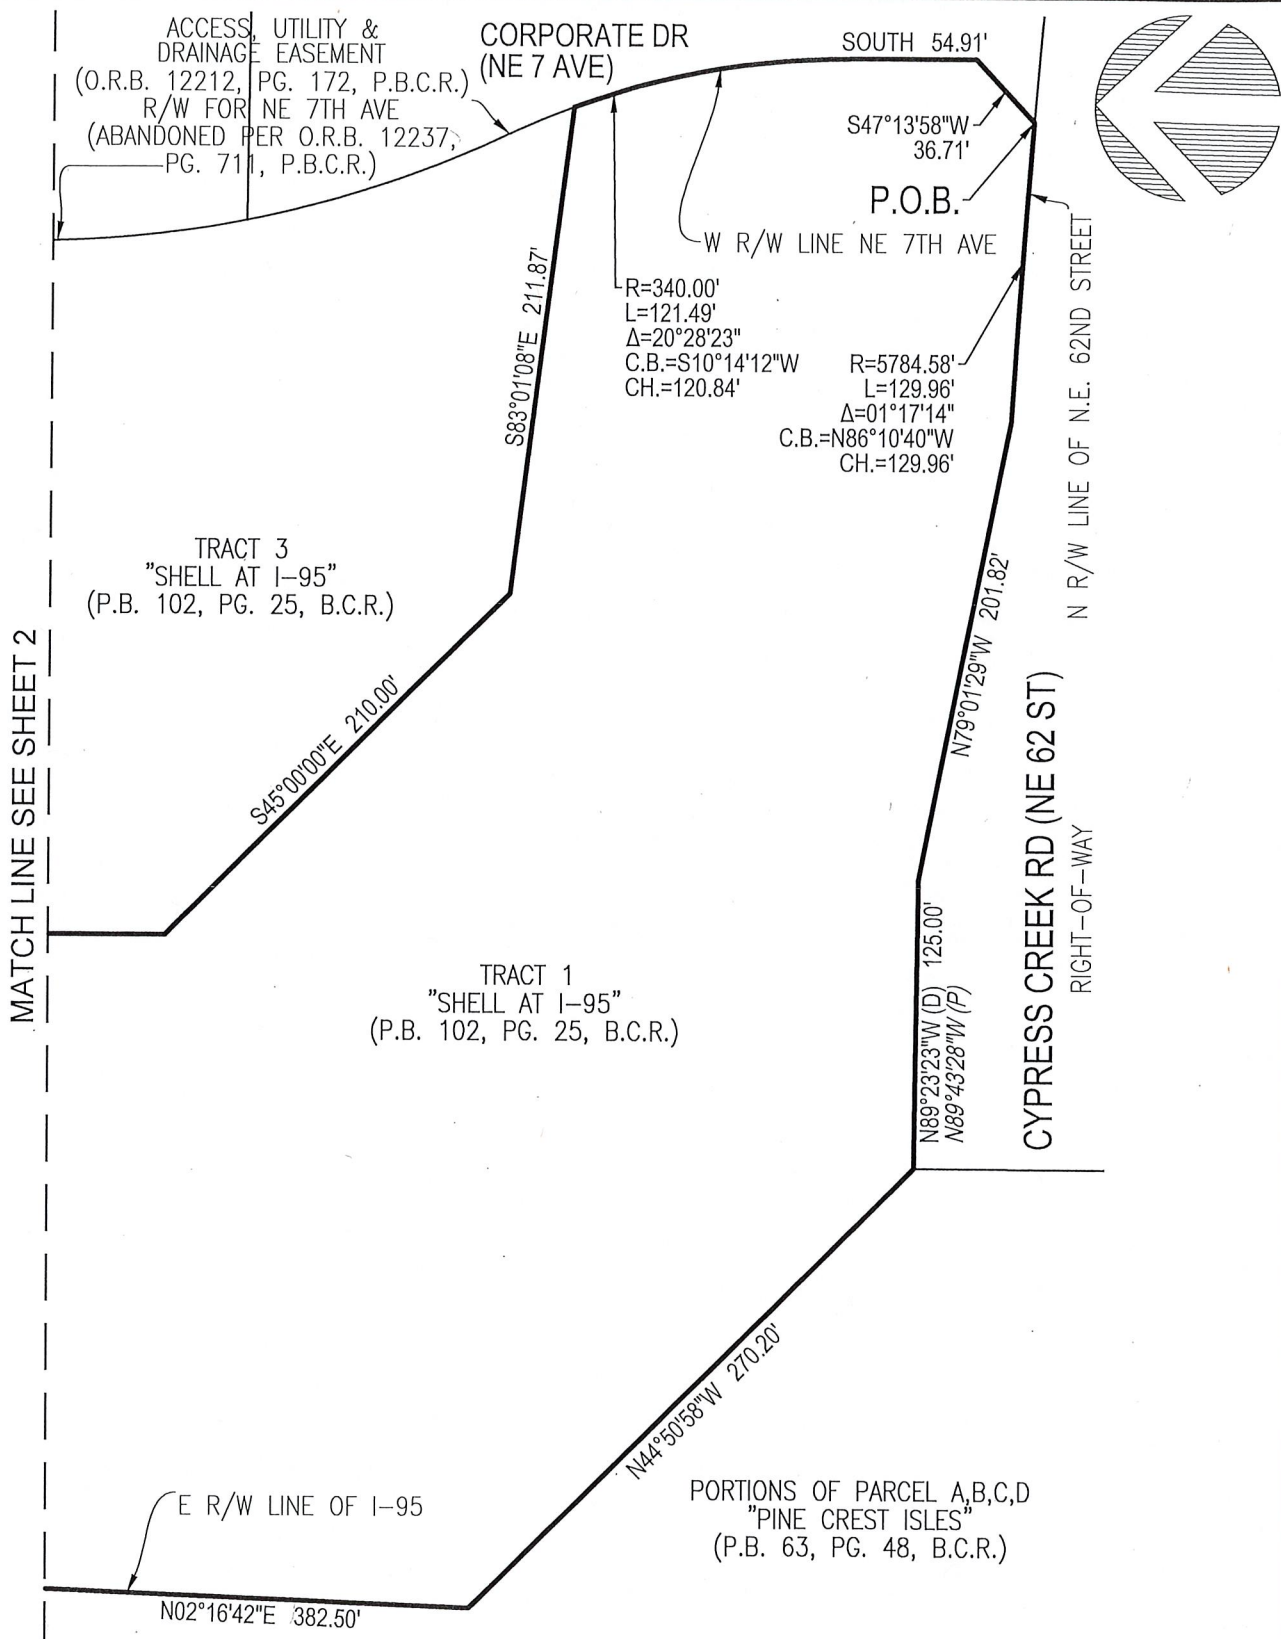 ACCESS, UTILITY &
DRAINAGE EASEMENT
(O.R.B. 12212, PG. 172, P.B.C.R.)
R/W FOR NE 7TH AVE
(ABANDONED PER O.R.B. 12237,
PG. 711, P.B.C.R.)
CORPORATE DR
(NE 7 AVE)
SOUTH 54.91'
S47°13'58"W
36.71'
P.O.B.
W R/W LINE NE 7TH AVE
S83°01'08"E 211.87'
R=340.00'
L=121.49'
Δ=20°28'23"
C.B.=S10°14'12"W
CH.=120.84'
R=5784.58'
L=129.96'
Δ=01°17'14"
C.B.=N86°10'40"W
CH.=129.96'
N R/W LINE OF N.E. 62ND STREET
TRACT 3
"SHELL AT I-95"
(P.B. 102, PG. 25, B.C.R.)
MATCH LINE SEE SHEET 2
S45°00'00"E 210.00'
N79°01'29"W 201.82'
CYPRESS CREEK RD (NE 62 ST)
RIGHT-OF-WAY
TRACT 1
"SHELL AT I-95"
(P.B. 102, PG. 25, B.C.R.)
N89°23'23"W (D) 125.00'
N89°43'28"W (P)
N44°50'58"W 270.20'
E R/W LINE OF I-95
N02°16'42"E 382.50'
PORTIONS OF PARCEL A,B,C,D
"PINE CREST ISLES"
(P.B. 63, PG. 48, B.C.R.)